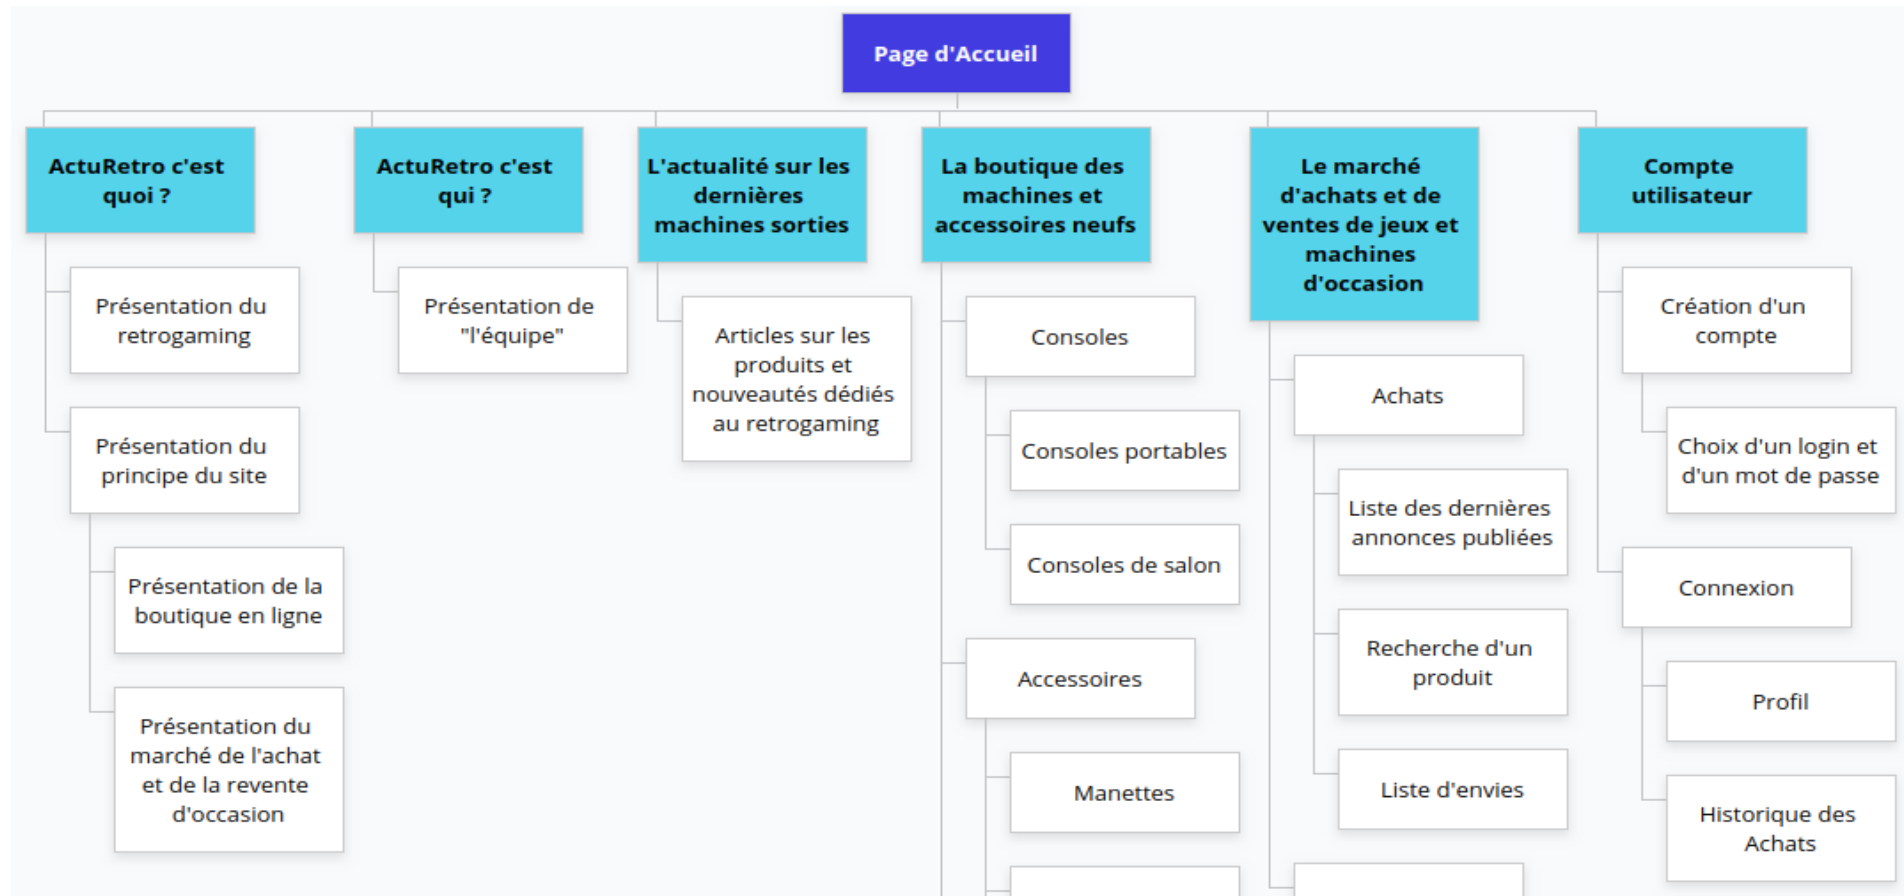 Page d'Accueil
ActuRetro c'est
quoi ?
Présentation du
retrogaming
Présentation du
principe du site
Présentation de la
boutique en ligne
Présentation du
marché de l'achat
et de la revente
d'occasion
ActuRetro c'est
qui ?
Présentation de
"l'équipe"
L'actualité sur les
dernières
machines sorties
Articles sur les
produits et
nouveautés dédiés
au retrogaming
La boutique des
machines et
accessoires neufs
Consoles
Consoles portables
Consoles de salon
Accessoires
Manettes
Le marché
d'achats et de
ventes de jeux et
machines
d'occasion
Achats
Liste des dernières
annonces publiées
Recherche d'un
produit
Liste d'envies
Compte
utilisateur
Création d'un
compte
Choix d'un login et
d'un mot de passe
Connexion
Profil
Historique des
Achats